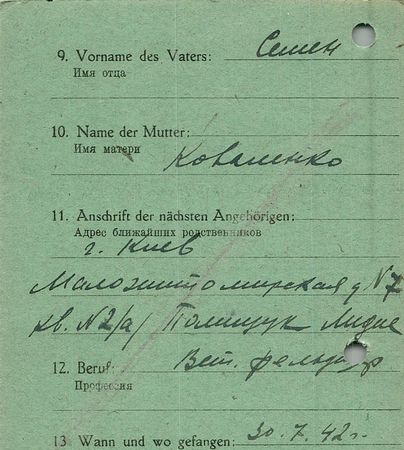 9. Vorname des Vaters: Семен
Имя отца
10. Name der Mutter:
Имя матери
Коваленко
11. Anschrift der nächsten Angehörigen:
Адрес ближайших родственников
г. Киев
Маложитомирская д N7
кв. N2/а/ Полищук Лидие
12. Beruf: Вет. фельдшер
Профессия
13 Wann und wo gefangen: 30.7.42г.